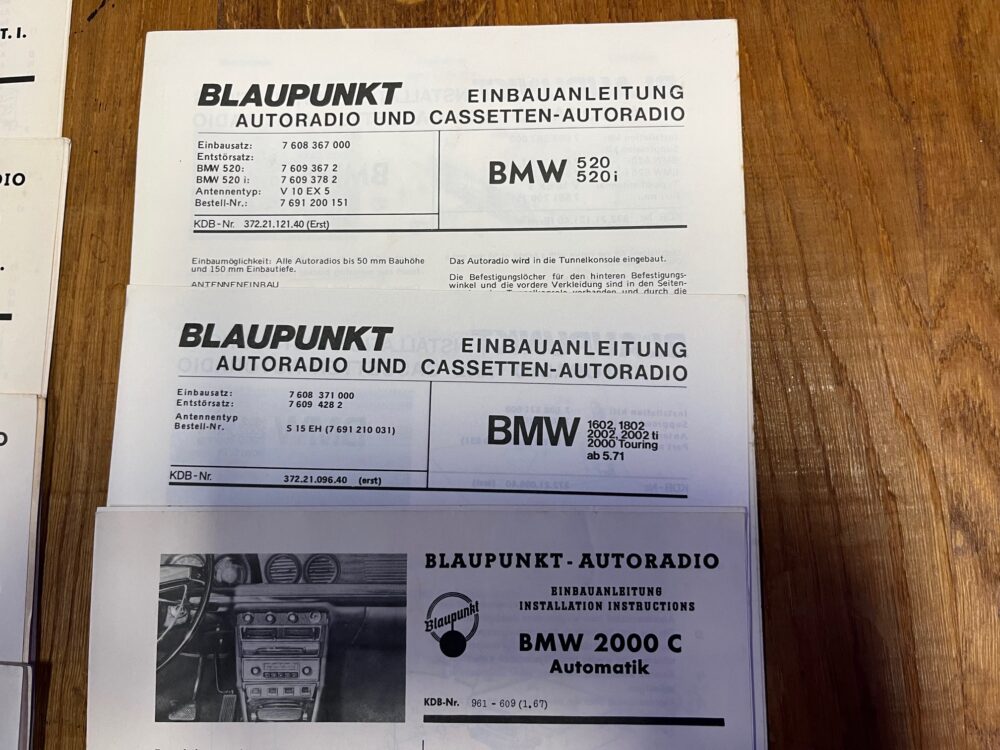 T. I.
DIO
BLAUPUNKT EINBAUANLEITUNG
AUTORADIO UND CASSETTEN-AUTORADIO
Einbausatz: 7 608 367 000
Entstörsatz:
BMW 520: 7 609 367 2
BMW 520 i: 7 609 378 2
Antennentyp: V 10 EX 5
Bestell-Nr.: 7 691 200 151
KDB-Nr. 372.21.121.40 (Erst)
BMW 520
520i
Einbaumöglichkeit: Alle Autoradios bis 50 mm Bauhöhe
und 150 mm Einbautiefe.
ANTENNENEINBAU
Das Autoradio wird in die Tunnelkonsole eingebaut.
Die Befestigungslöcher für den hinteren Befestigungs-
winkel und die vordere Verkleidung sind in den Seiten-
Tunnelkonsole vorhanden und durch die
BLAUPUNKT EINBAUANLEITUNG
AUTORADIO UND CASSETTEN-AUTORADIO
Einbausatz: 7 608 371 000
Entstörsatz: 7 609 428 2
Antennentyp
Bestell-Nr. S 15 EH (7 691 210 031)
KDB-Nr. 372.21.096.40 (erst)
BMW 1602, 1802
2002, 2002 ti
2000 Touring
ab 5.71
O
BLAUPUNKT-AUTORADIO
Blaupunkt
EINBAUANLEITUNG
INSTALLATION INSTRUCTIONS
BMW 2000 C
Automatik
KDB-Nr. 961 - 609 (1.67)